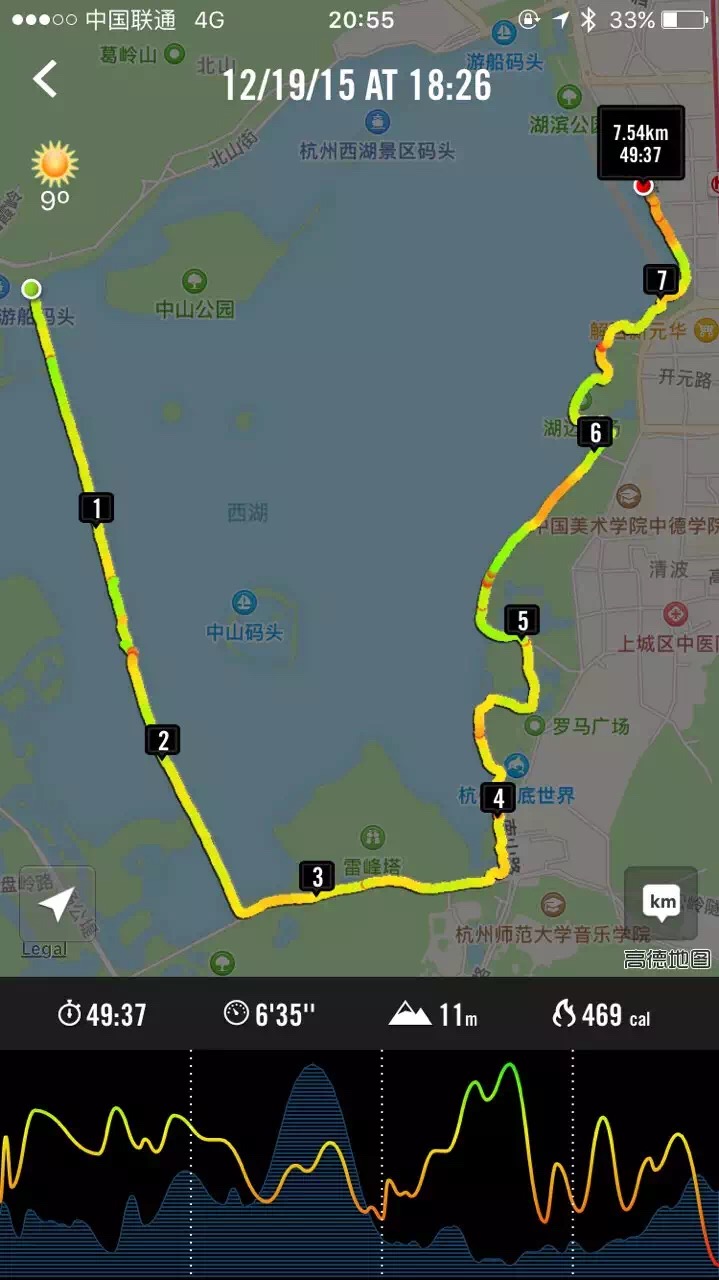 中国联通 4G 20:55 33%
葛岭山
北山
游船码头
12/19/15 AT 18:26
湖滨公
杭州西湖景区码头
北山街
7.54km
49:37
9°
中山公园
游船码头
7
元华
开元路
湖
6
1
西湖
中国美术学院中德学院
清波
中山码头
5
上城区中医
2
罗马广场
杭 底世界
4
南山路
雷峰塔
3
盘岭路
km
杭州师范大学音乐学院
Legal
高德地图
49:37 6'35'' 11m 469 cal